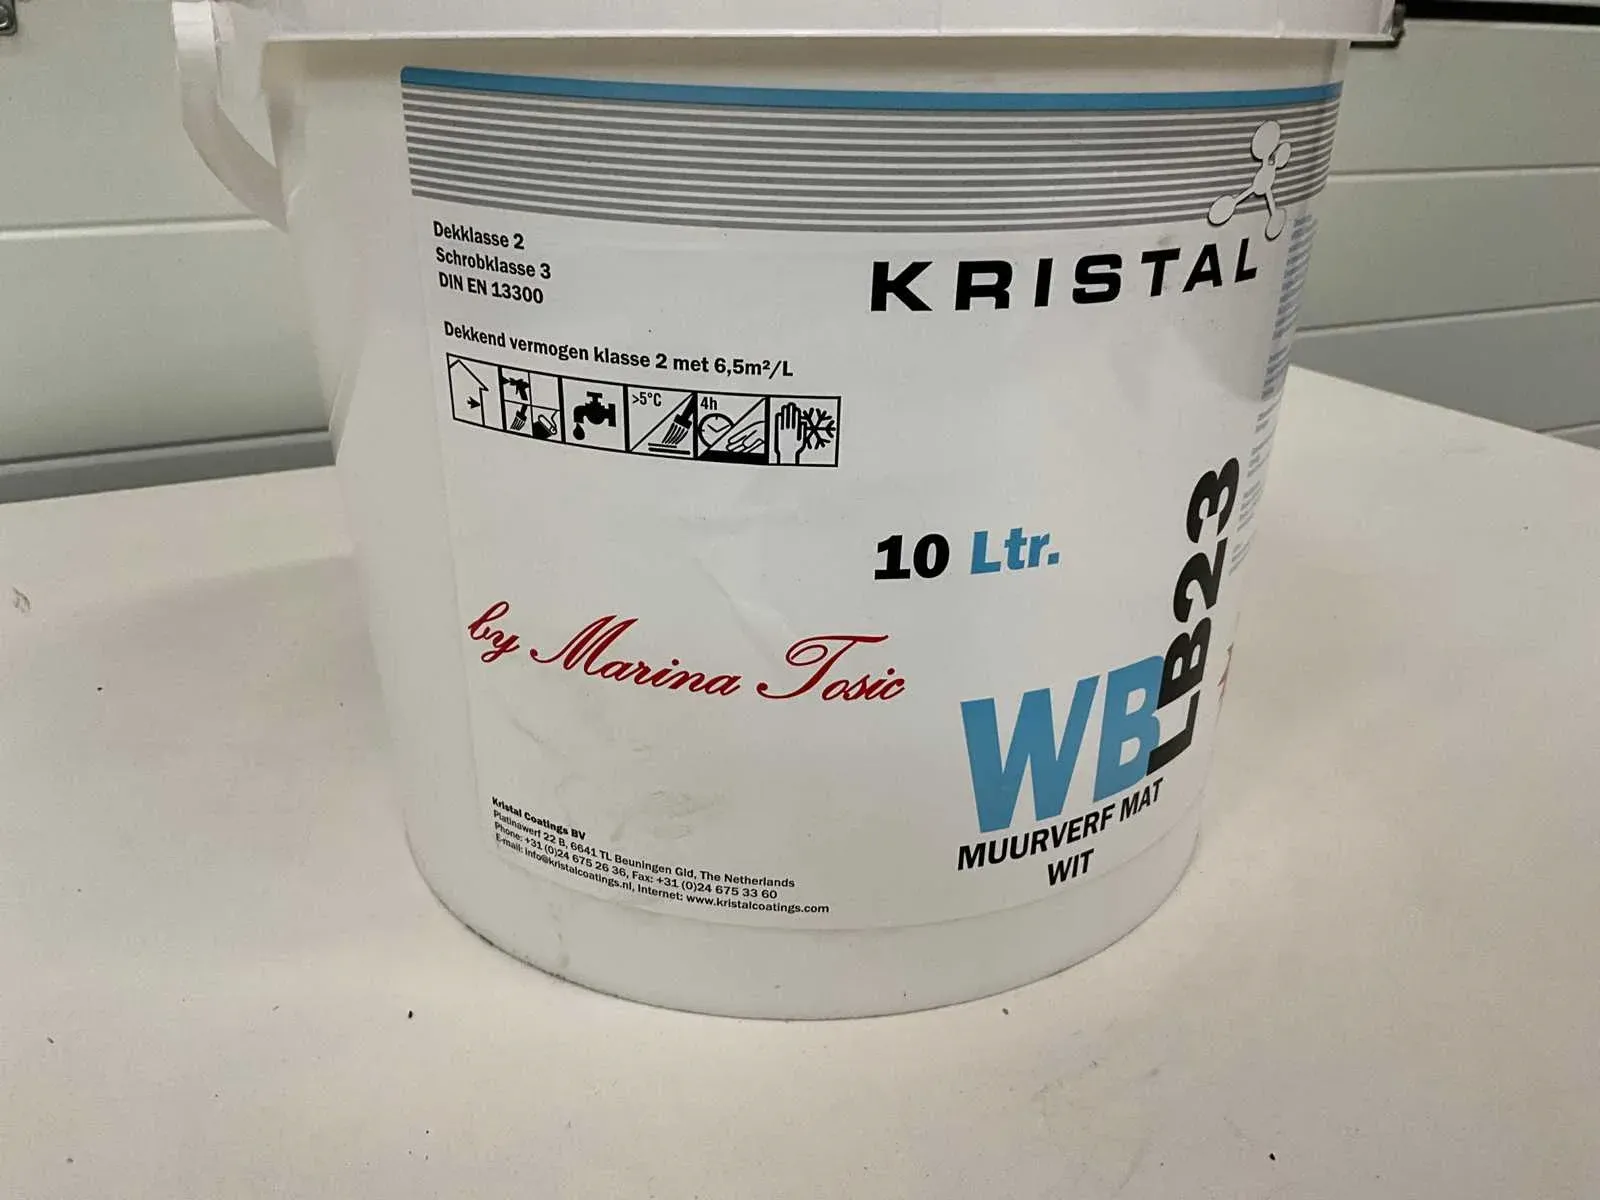 Dekklasse 2
Schrobklasse 3
DIN EN 13300
Dekkend vermogen klasse 2 met 6,5m²/L
>5°C
4h
KRISTAL
10 Ltr.
by Marina Tosic
WB
LB23
MUURVERF MAT
WIT
Kristal Coatings BV
Platinawerf 22 B, 6641 TL Beuningen Gld, The Netherlands
Phone: +31 (0)24 675 26 36, Fax: +31 (0)24 675 33 60
E-mail: info@kristalcoatings.nl, Internet: www.kristalcoatings.com